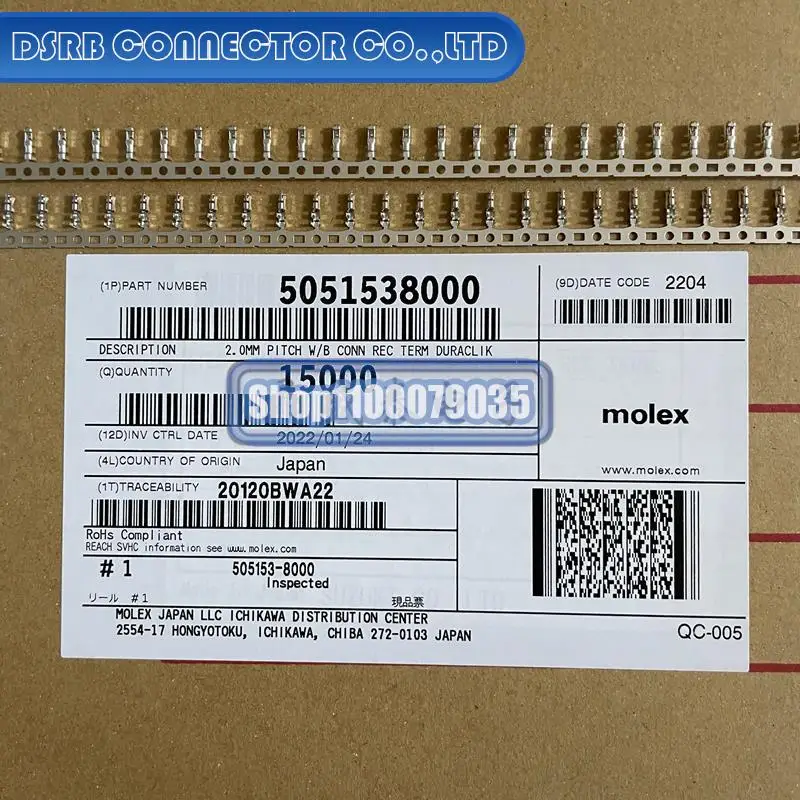 DSRB CONNECTOR CO.,LTD
(1P)PART NUMBER 5051538000
(9D)DATE CODE 2204
DESCRIPTION 2.0MM PITCH W/B CONN REC TERM DURACLIK
(Q)QUANTITY 15000
Shop1106079035
molex
(12D)INV CTRL DATE 2022/01/24
(4L)COUNTRY OF ORIGIN Japan
www.molex.com
(1T)TRACEABILITY 20120BWA22
RoHs Compliant
REACH SVHC information see www.molex.com
#1 505153-8000
Inspected
リール #1 現品票
MOLEX JAPAN LLC ICHIKAWA DISTRIBUTION CENTER
2554-17 HONGYOTOKU, ICHIKAWA, CHIBA 272-0103 JAPAN
QC-005